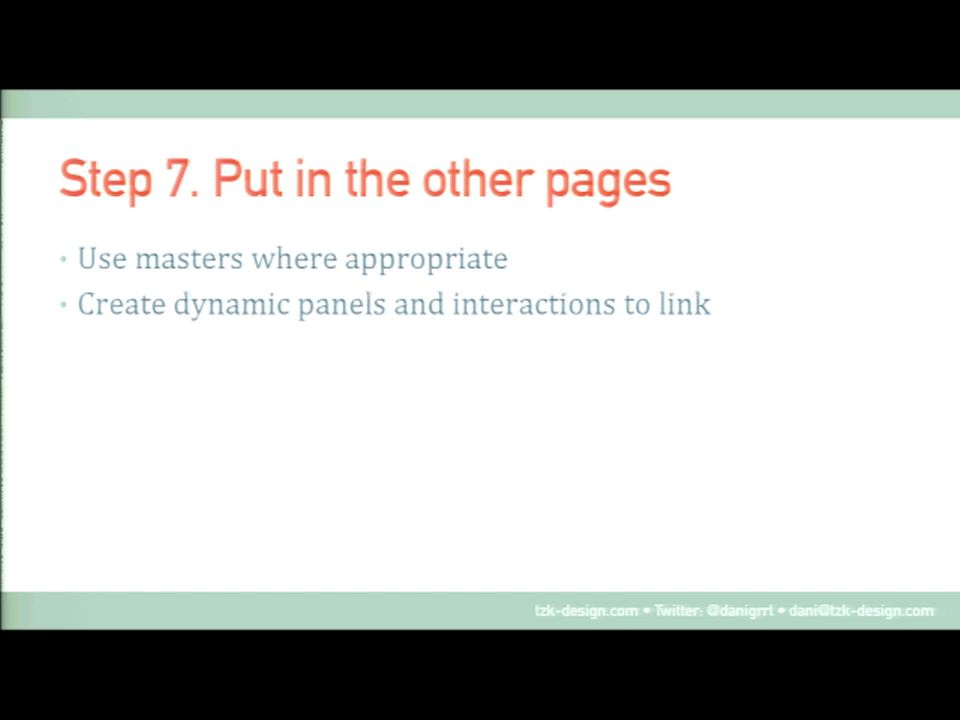 Step 7. Put in the other pages
• Use masters where appropriate
• Create dynamic panels and interactions to link
tzk-design.com • Twitter: @danigrrl • dani@tzk-design.com